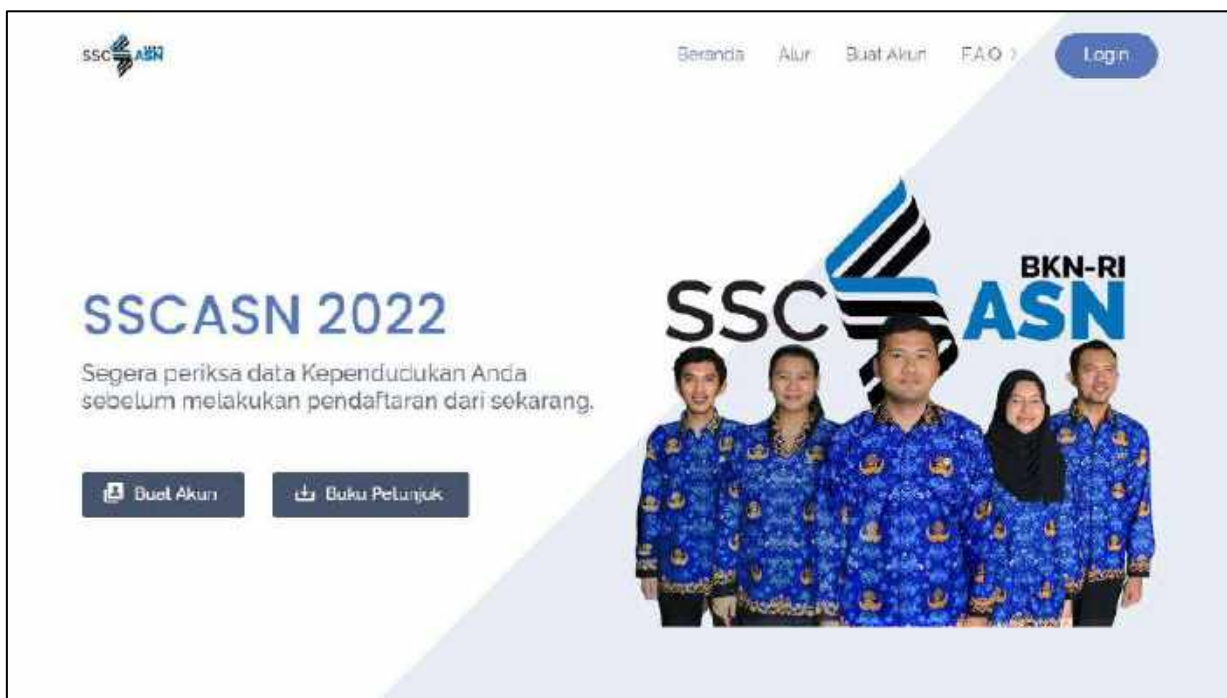 SSC ASN
Beranda Alur Buat Akun F.A.Q Login
BKN-RI
SSC ASN
SSCASN 2022
Segera periksa data Kependudukan Anda
sebelum melakukan pendaftaran dari sekarang.
Buat Akun Buku Petunjuk